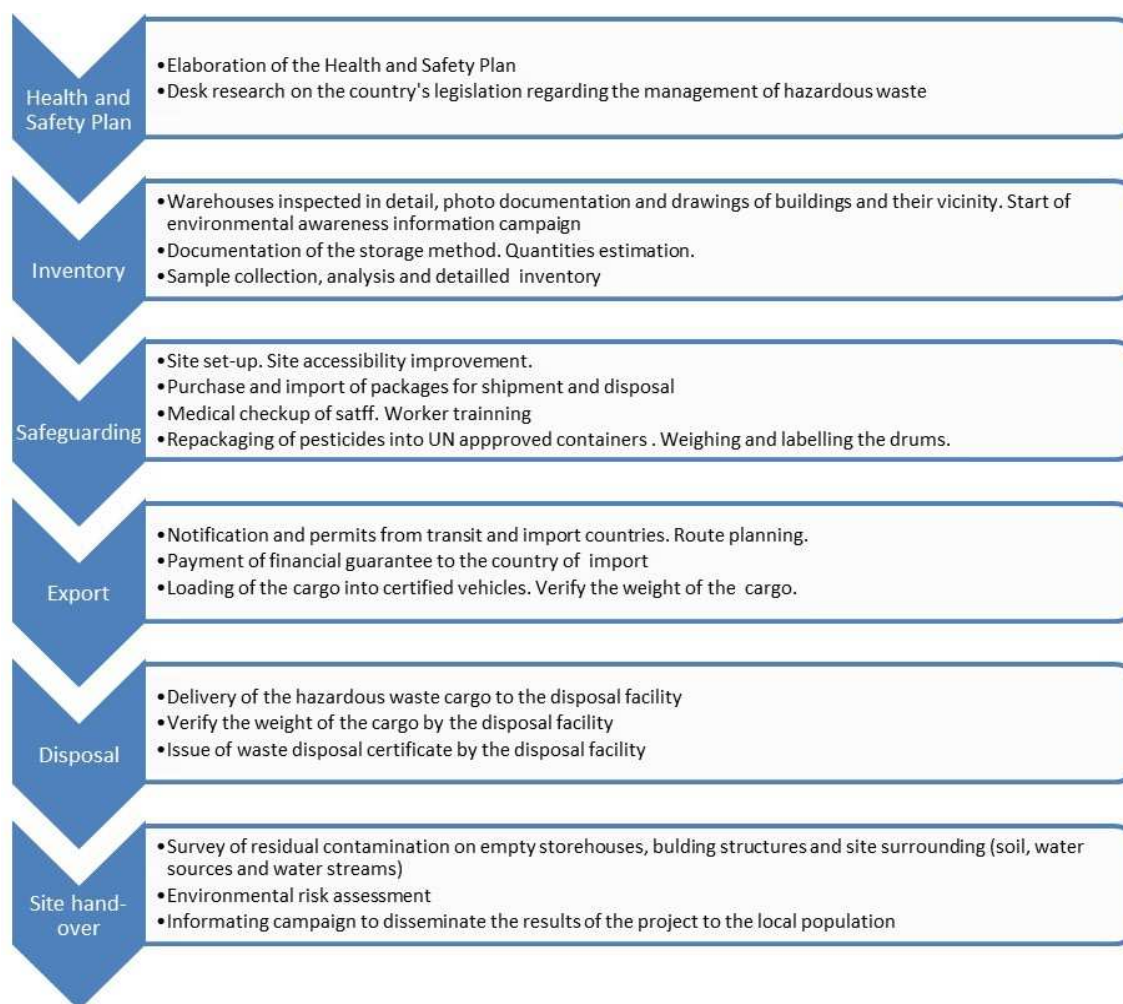 Health and
Safety Plan
•Elaboration of the Health and Safety Plan
•Desk research on the country's legislation regarding the management of hazardous waste
Inventory
•Warehouses inspected in detail, photo documentation and drawings of buildings and their vicinity. Start of
environmental awareness information campaign
•Documentation of the storage method. Quantities estimation.
•Sample collection, analysis and detailled inventory
Safeguarding
•Site set-up. Site accessibility improvement.
•Purchase and import of packages for shipment and disposal
•Medical checkup of satff. Worker trainning
•Repackaging of pesticides into UN appproved containers . Weighing and labelling the drums.
Export
•Notification and permits from transit and import countries. Route planning.
•Payment of financial guarantee to the country of import
•Loading of the cargo into certified vehicles. Verify the weight of the cargo.
Disposal
•Delivery of the hazardous waste cargo to the disposal facility
•Verify the weight of the cargo by the disposal facility
•Issue of waste disposal certificate by the disposal facility
Site hand-
over
•Survey of residual contamination on empty storehouses, bulding structures and site surrounding (soil, water
sources and water streams)
•Environmental risk assessment
•Informating campaign to disseminate the results of the project to the local population